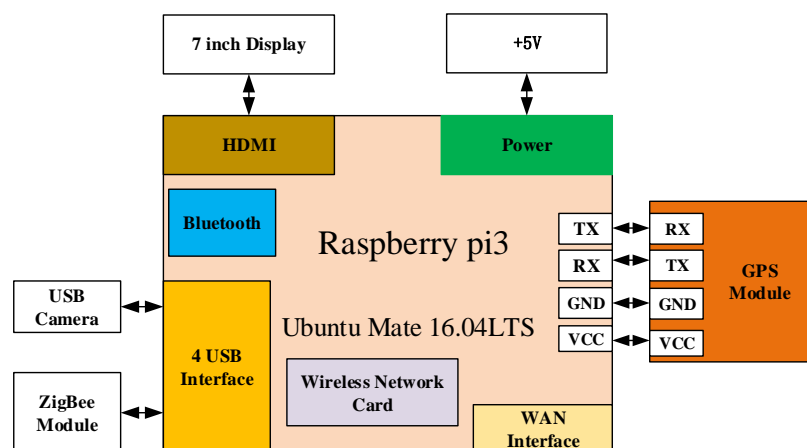 7 inch Display
+5V
HDMI
Power
Bluetooth
Raspberry pi3
TX
RX
RX
TX
GPS
Module
GND
GND
USB
Camera
Ubuntu Mate 16.04LTS
VCC
VCC
4 USB
Interface
Wireless Network
Card
ZigBee
Module
WAN
Interface